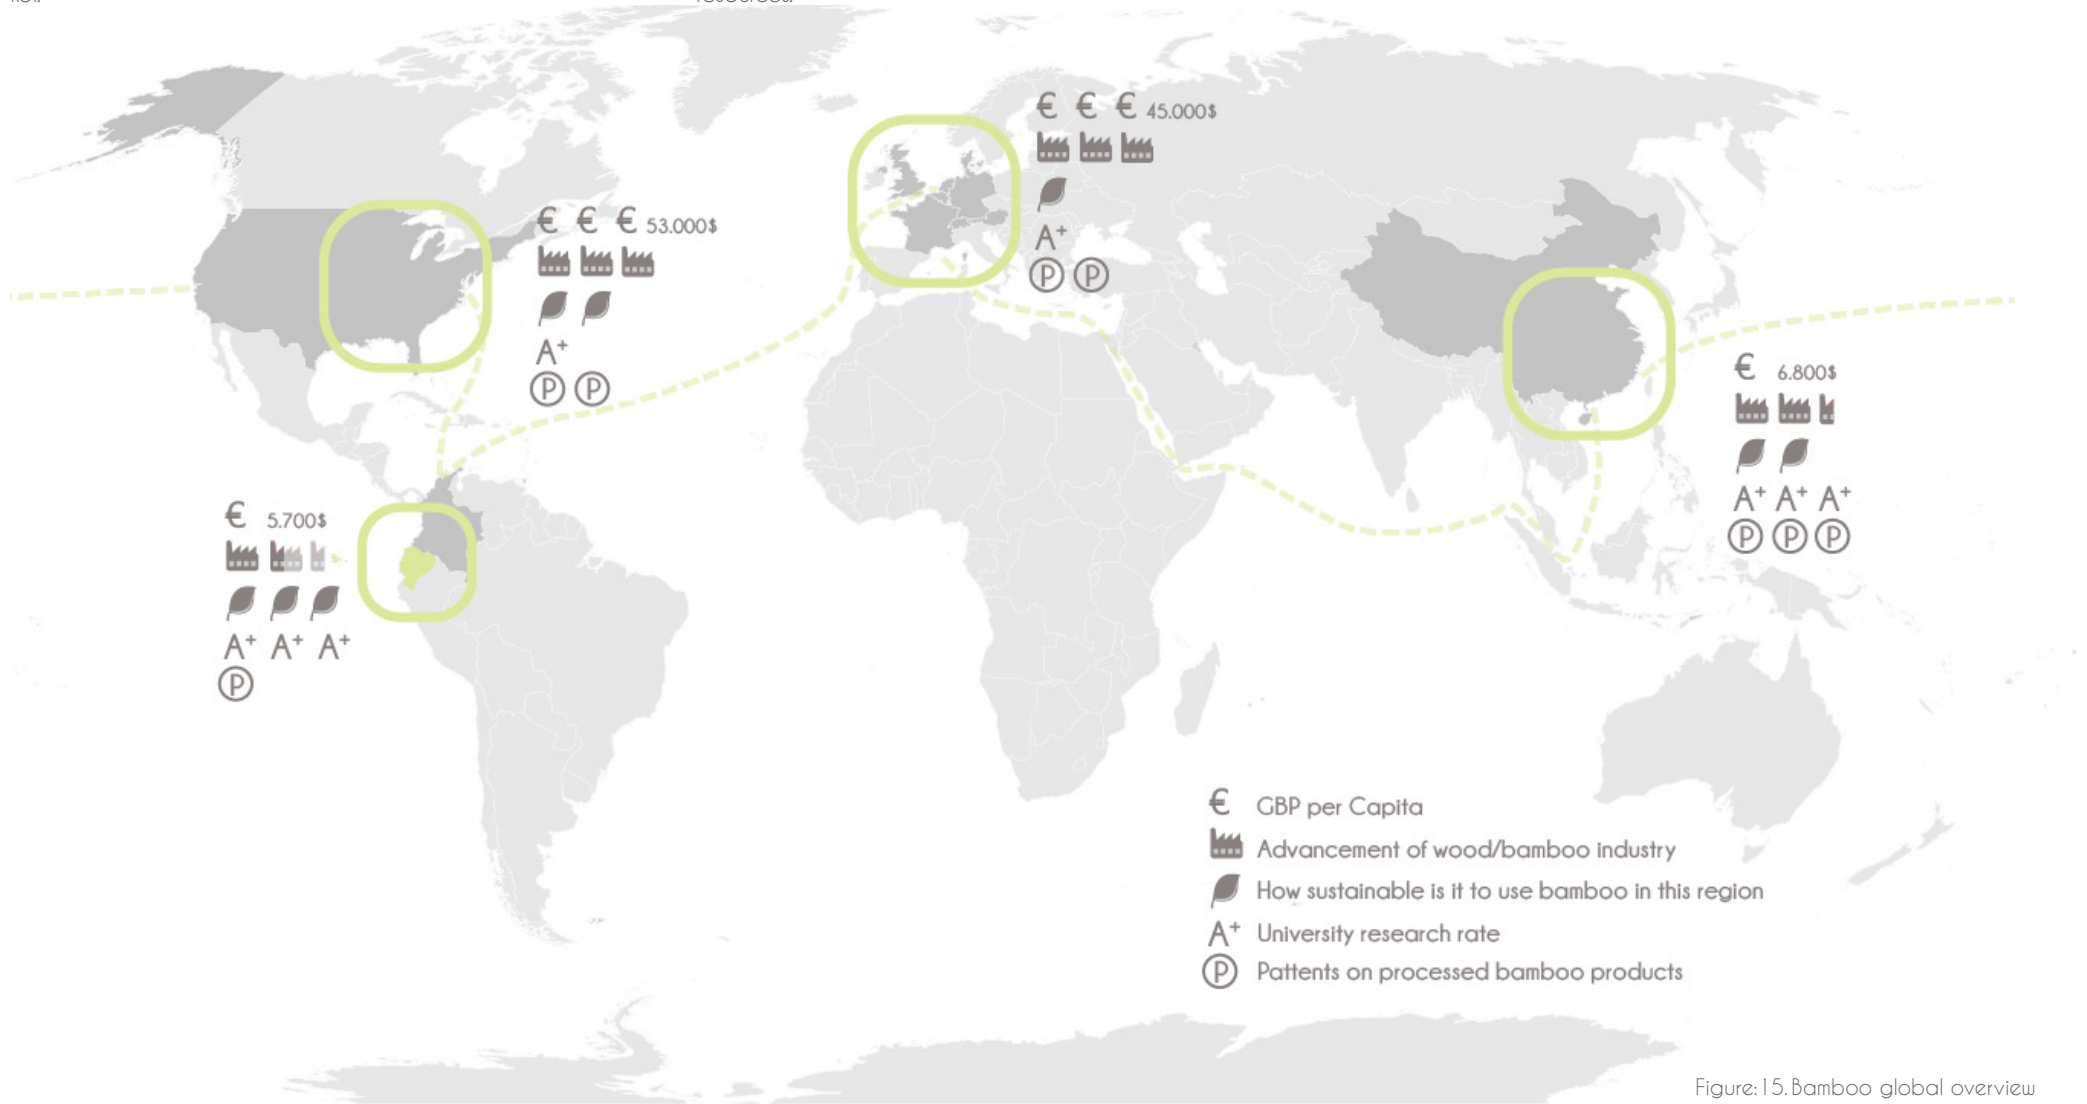 resources.
€ € € 45.000$
A+
P P
€ € € 53.000$
A+
P P
€ 6.800$
A+ A+ A+
P P P
€ 5.700$
A+ A+ A+
P
€ GBP per Capita
Advancement of wood/bamboo industry
How sustainable is it to use bamboo in this region
A+ University research rate
P Pattents on processed bamboo products
Figure:15.Bamboo global overview